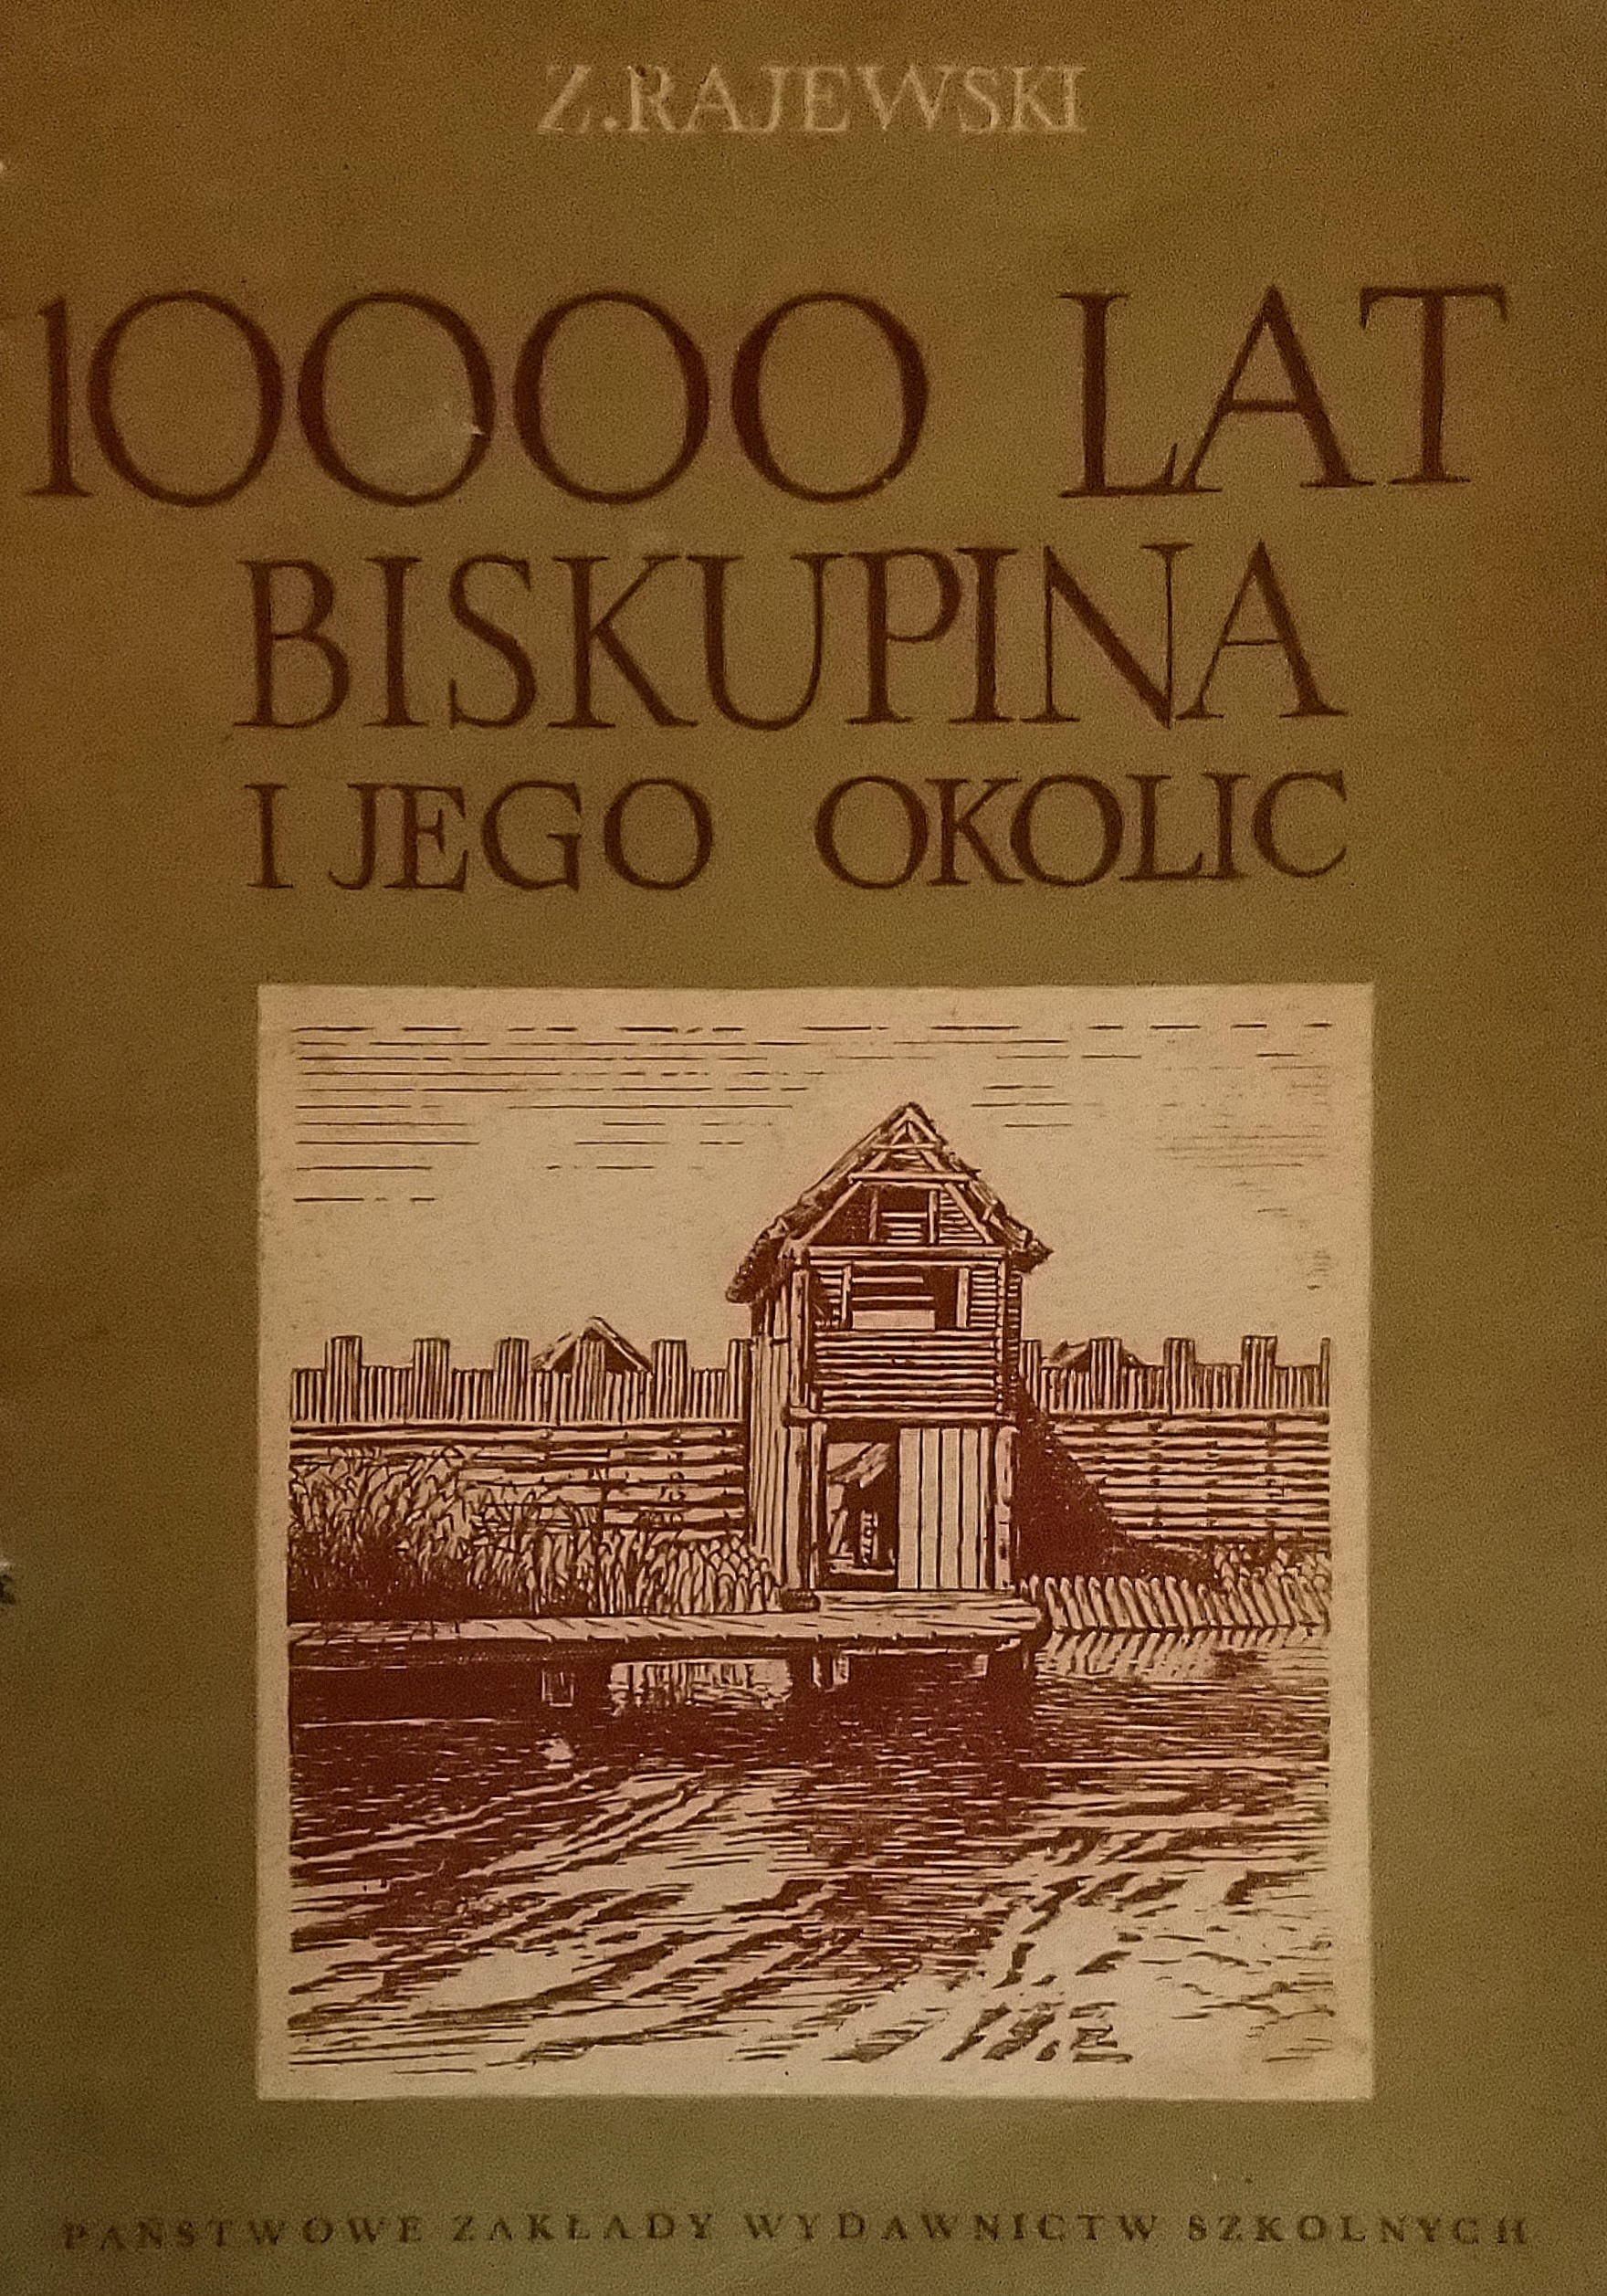 Z. RAJEWSKI
10000 LAT
BISKUPINA
I JEGO OKOLIC
PAŃSTWOWE ZAKŁADY WYDAWNICTW SZKOLNYCH